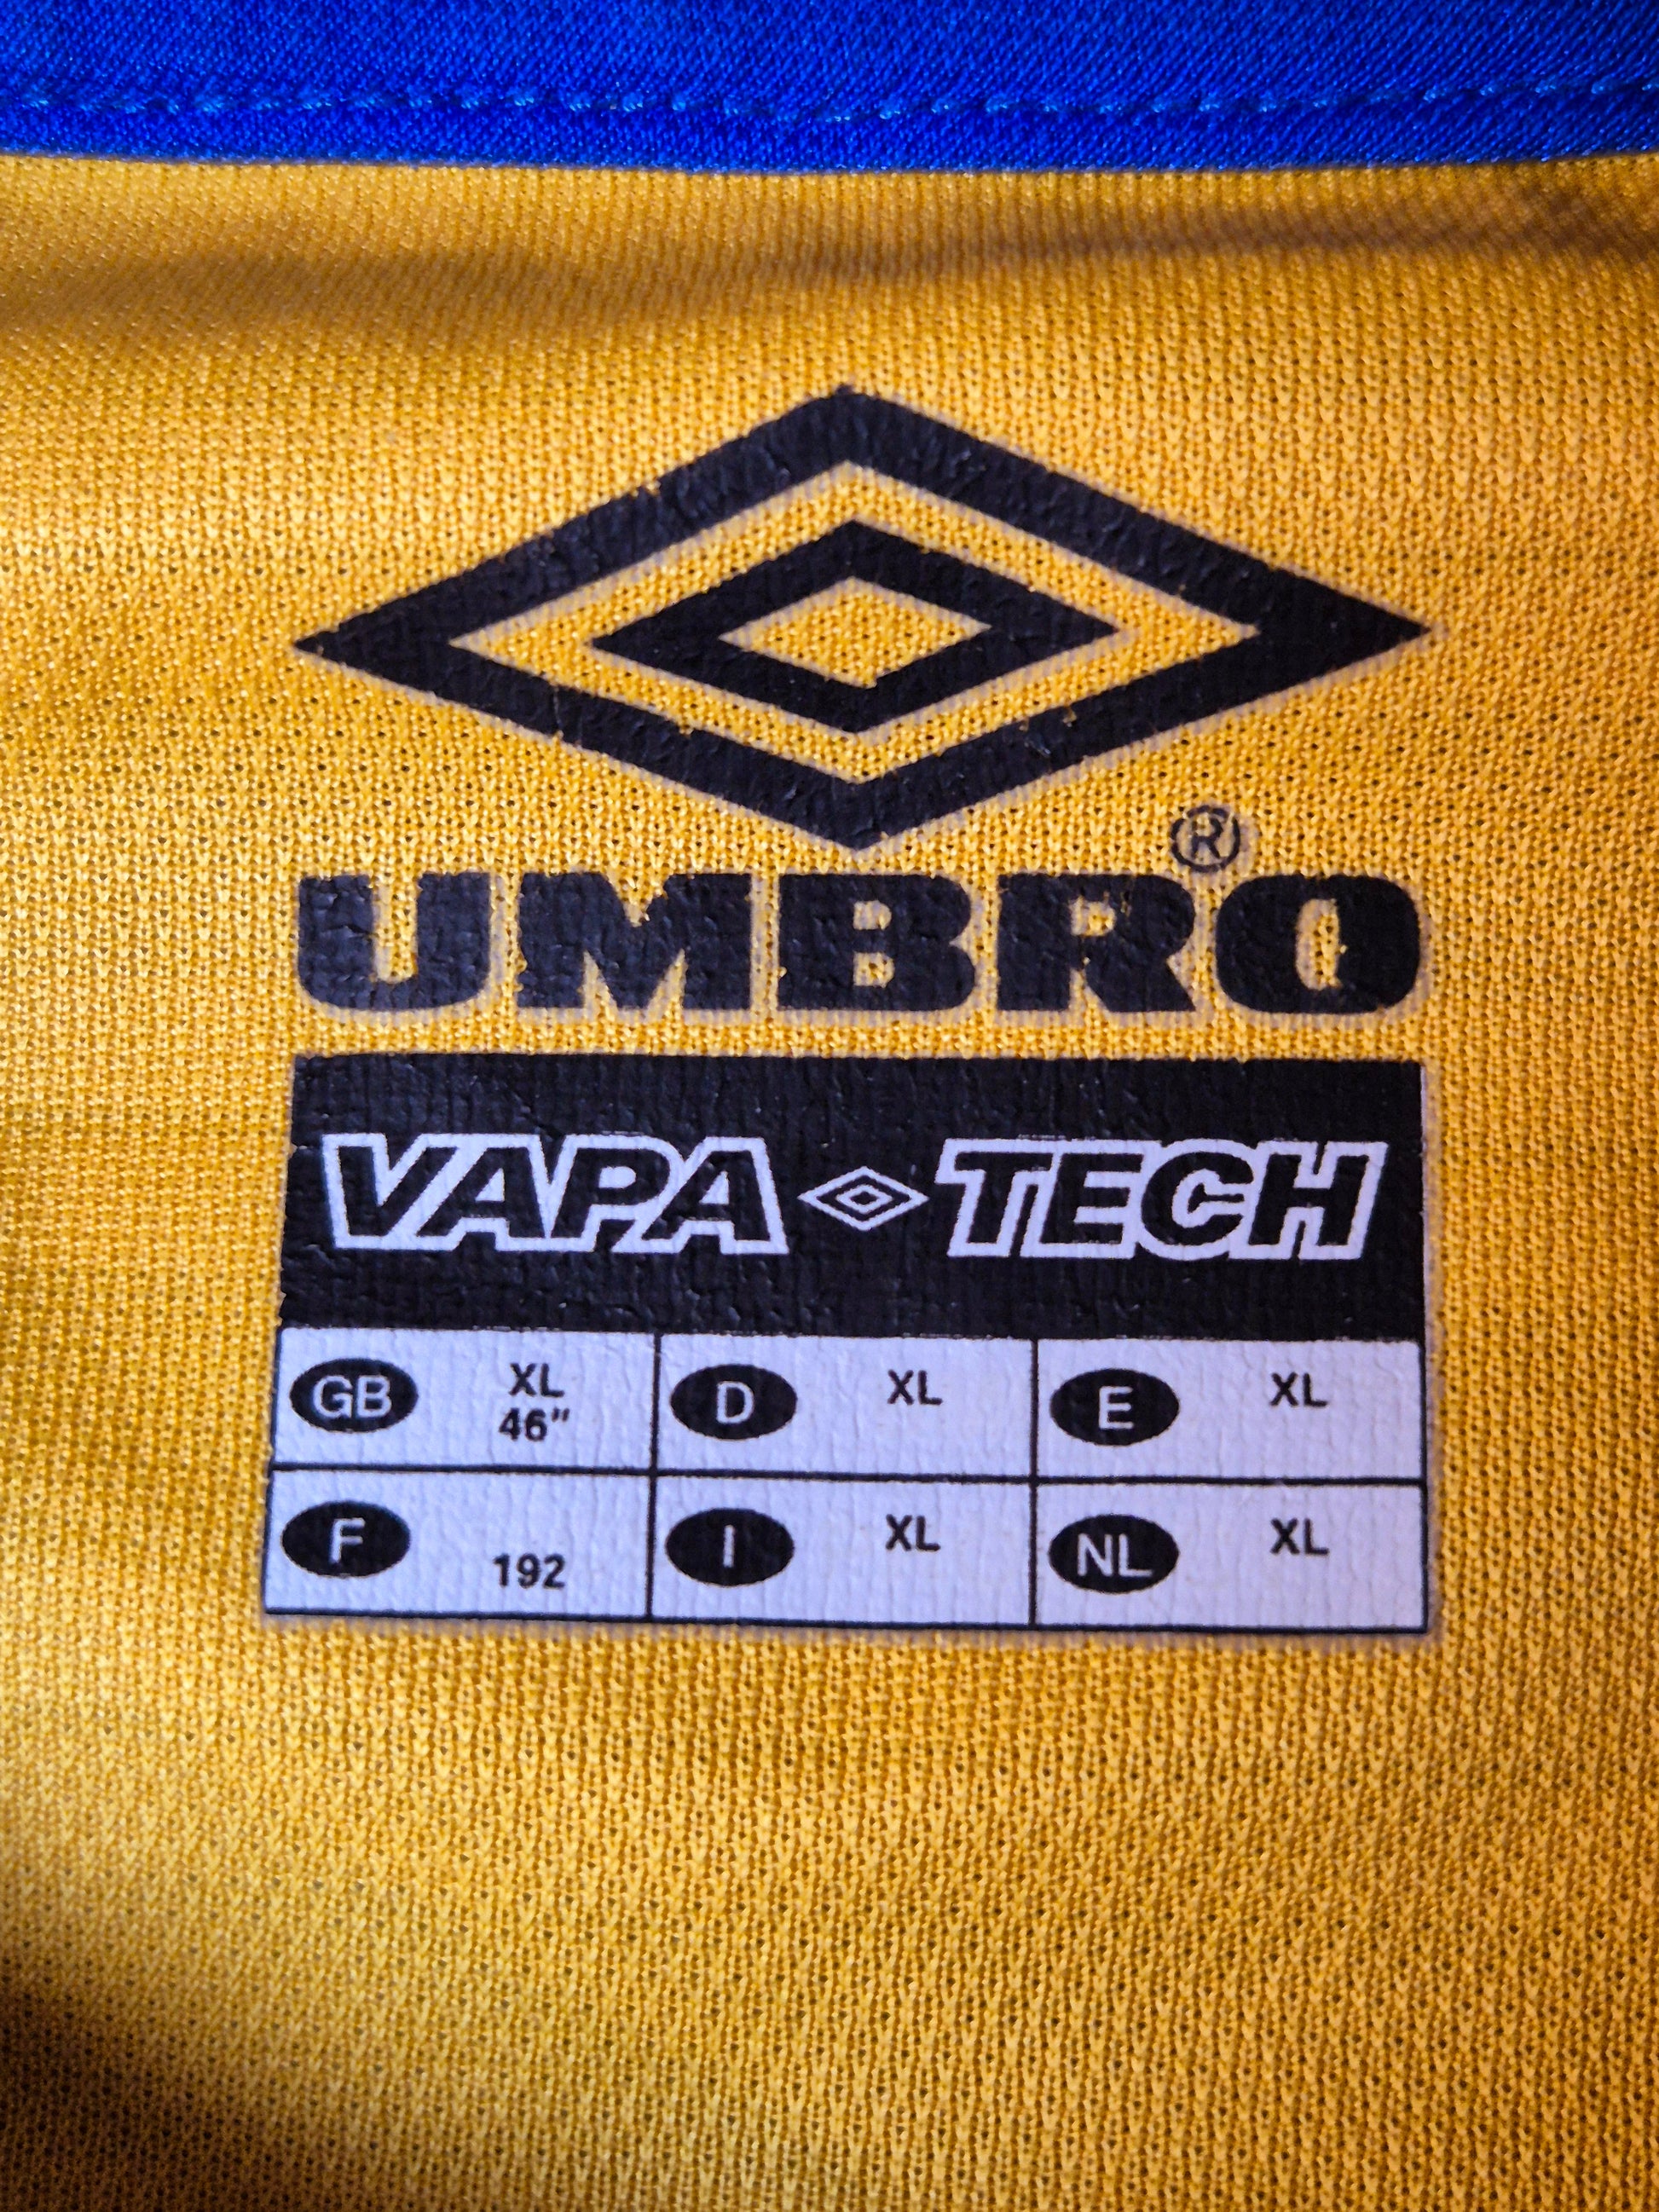 UMBRO®
VAPA TECH
GB XL 46" D XL E XL
F 192 I XL NL XL